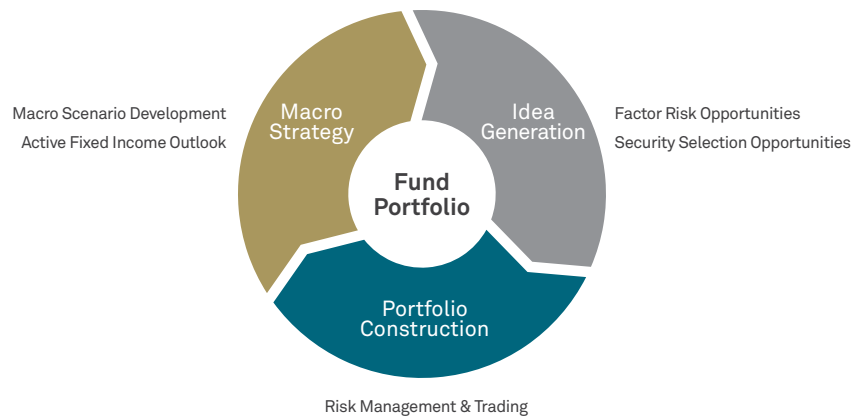 Macro Scenario Development
Active Fixed Income Outlook
Macro
Strategy
Idea
Generation
Factor Risk Opportunities
Security Selection Opportunities
Fund
Portfolio
Portfolio
Construction
Risk Management & Trading